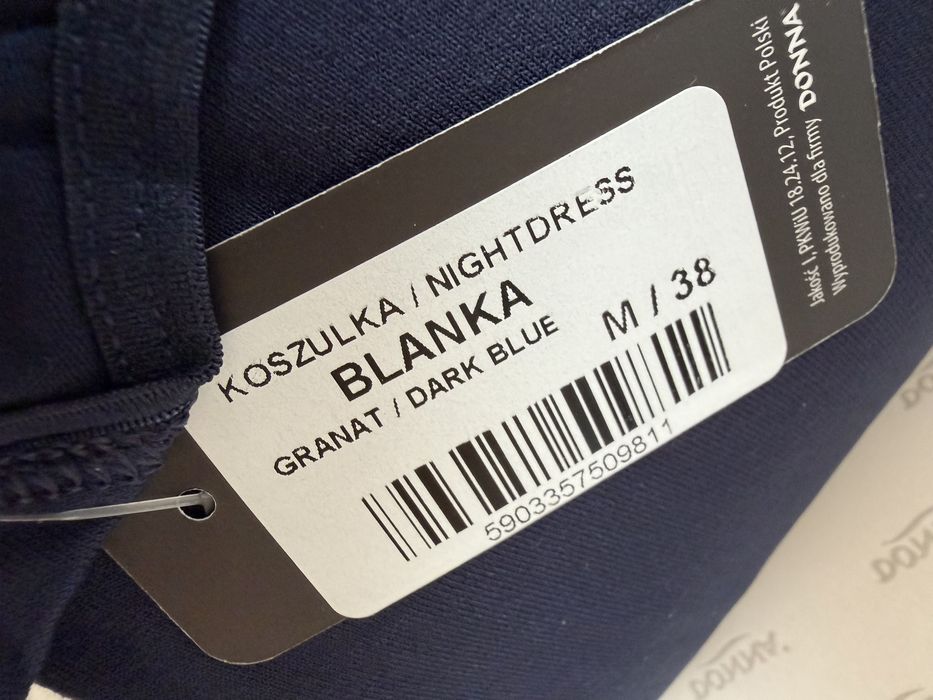 KOSZULKA / NIGHTDRESS
BLANKA
GRANAT / DARK BLUE
M / 38
5903357509811
Jakość I, PKWiU 18.24.12, Produkt Polski
Wyprodukowano dla firmy DONNA
DONNA